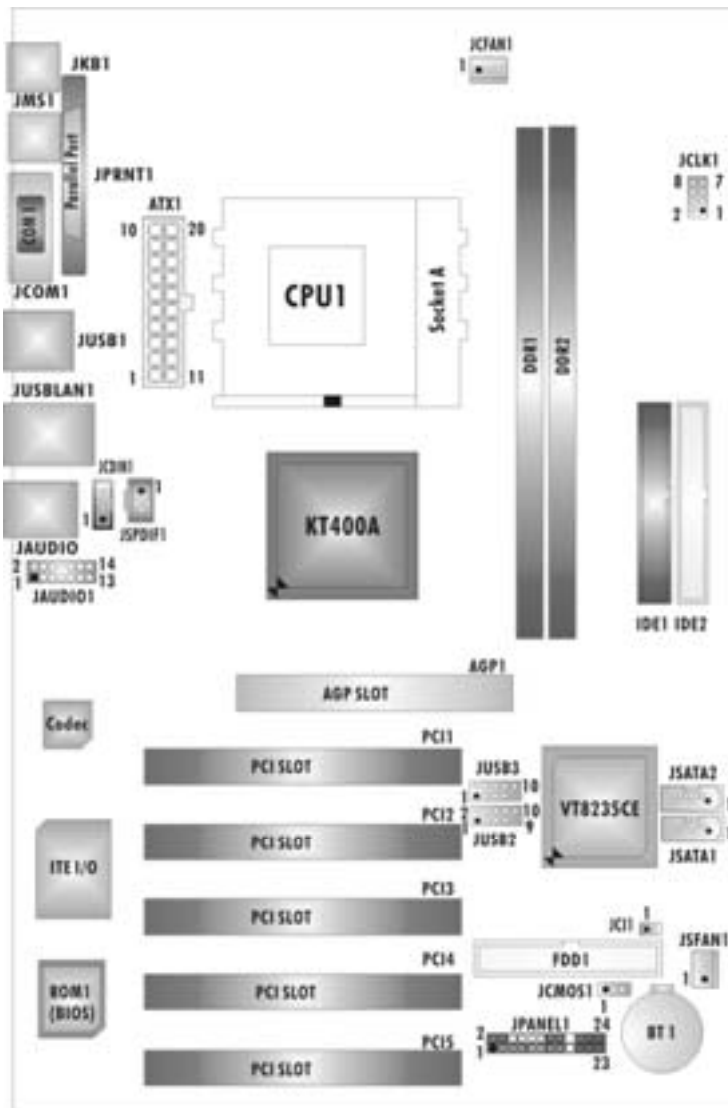 JCFAN1
1
JKB1
JMS1
Parallel Port
JPRNT1
COM 1
JCOM1
ATX1
10 20
1 11
CPU1
Socket A
DDR1
DDR2
JCLK1
8 7
2 1
JUSB1
JUSBLAN1
JCDIN1
1
1
JSPDIF1
JAUDIO
2 14
1 13
JAUDIO1
KT400A
IDE1 IDE2
AGP1
AGP SLOT
Codec
PCI1
PCI SLOT
JUSB3
10
1
2 10
1 9
JUSB2
VT8235CE
JSATA2
JSATA1
PCI2
PCI SLOT
ITE I/O
PCI3
PCI SLOT
JCI1
1
FDD1
JSFAN1
1
PCI4
PCI SLOT
ROM1
(BIOS)
JCMOS1
1
JPANEL1
2 24
1 23
BT 1
PCI5
PCI SLOT